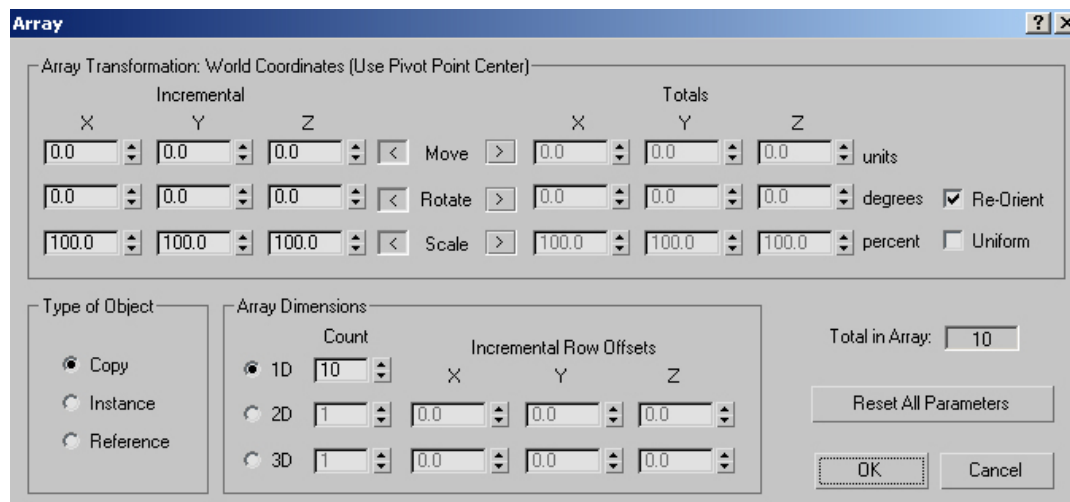 Array ? ×
Array Transformation: World Coordinates (Use Pivot Point Center)
Incremental Totals
X Y Z X Y Z
0.0 0.0 0.0 < Move > 0.0 0.0 0.0 units
0.0 0.0 0.0 < Rotate > 0.0 0.0 0.0 degrees Re-Orient
100.0 100.0 100.0 < Scale > 100.0 100.0 100.0 percent Uniform
Type of Object
Copy
Instance
Reference
Array Dimensions
Count
Incremental Row Offsets
1D 10 X Y Z
2D 1 0.0 0.0 0.0
3D 1 0.0 0.0 0.0
Total in Array: 10
Reset All Parameters
OK Cancel